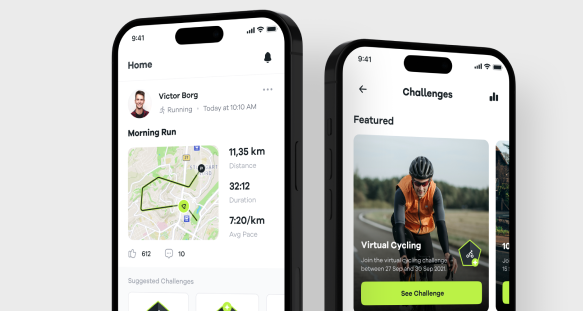 9:41
Home
Victor Borg
Running · Today at 10:10 AM
Morning Run
11,35 km
Distance
32:12
Duration
7:20/km
Avg Pace
612
10
Suggested Challenges
9:41
Challenges
Featured
Virtual Cycling
Join the virtual cycling challenge,
between 27 Sep and 30 Sep 2021.
See Challenge
10
Join
15 S